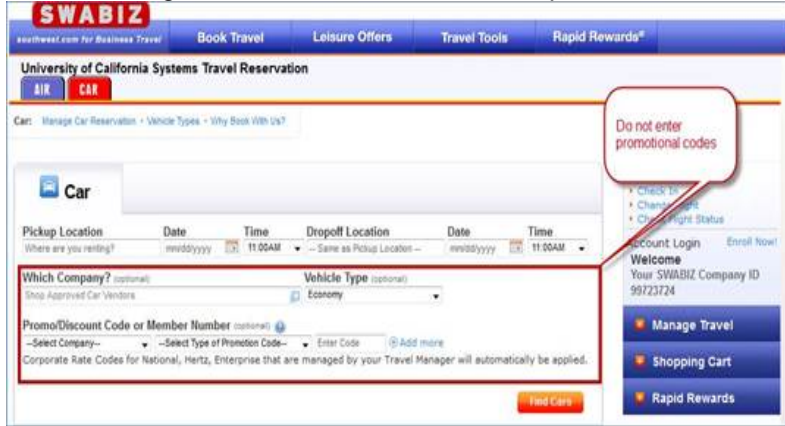 SWABIZ
southwest.com for Business Travel
Book Travel
Leisure Offers
Travel Tools
Rapid Rewards®
University of California Systems Travel Reservation
AIR CAR
Car: Manage Car Reservation • Vehicle Types • Why Book With Us?
Do not enter
promotional codes
Car
Check In
Change Flight
Check Flight Status
Pickup Location Date Time Dropoff Location Date Time
Where are you renting? mm/dd/yyyy 11:00AM -- Same as Pickup Location -- mm/dd/yyyy 11:00AM
Account Login Enroll Now!
Welcome
Your SWABIZ Company ID
99723724
Which Company? (optional) Vehicle Type (optional)
Shop Approved Car Vendors Economy
Promo/Discount Code or Member Number (optional)
--Select Company-- --Select Type of Promotion Code-- Enter Code Add more
Corporate Rate Codes for National, Hertz, Enterprise that are managed by your Travel Manager will automatically be applied.
Find Cars
Manage Travel
Shopping Cart
Rapid Rewards